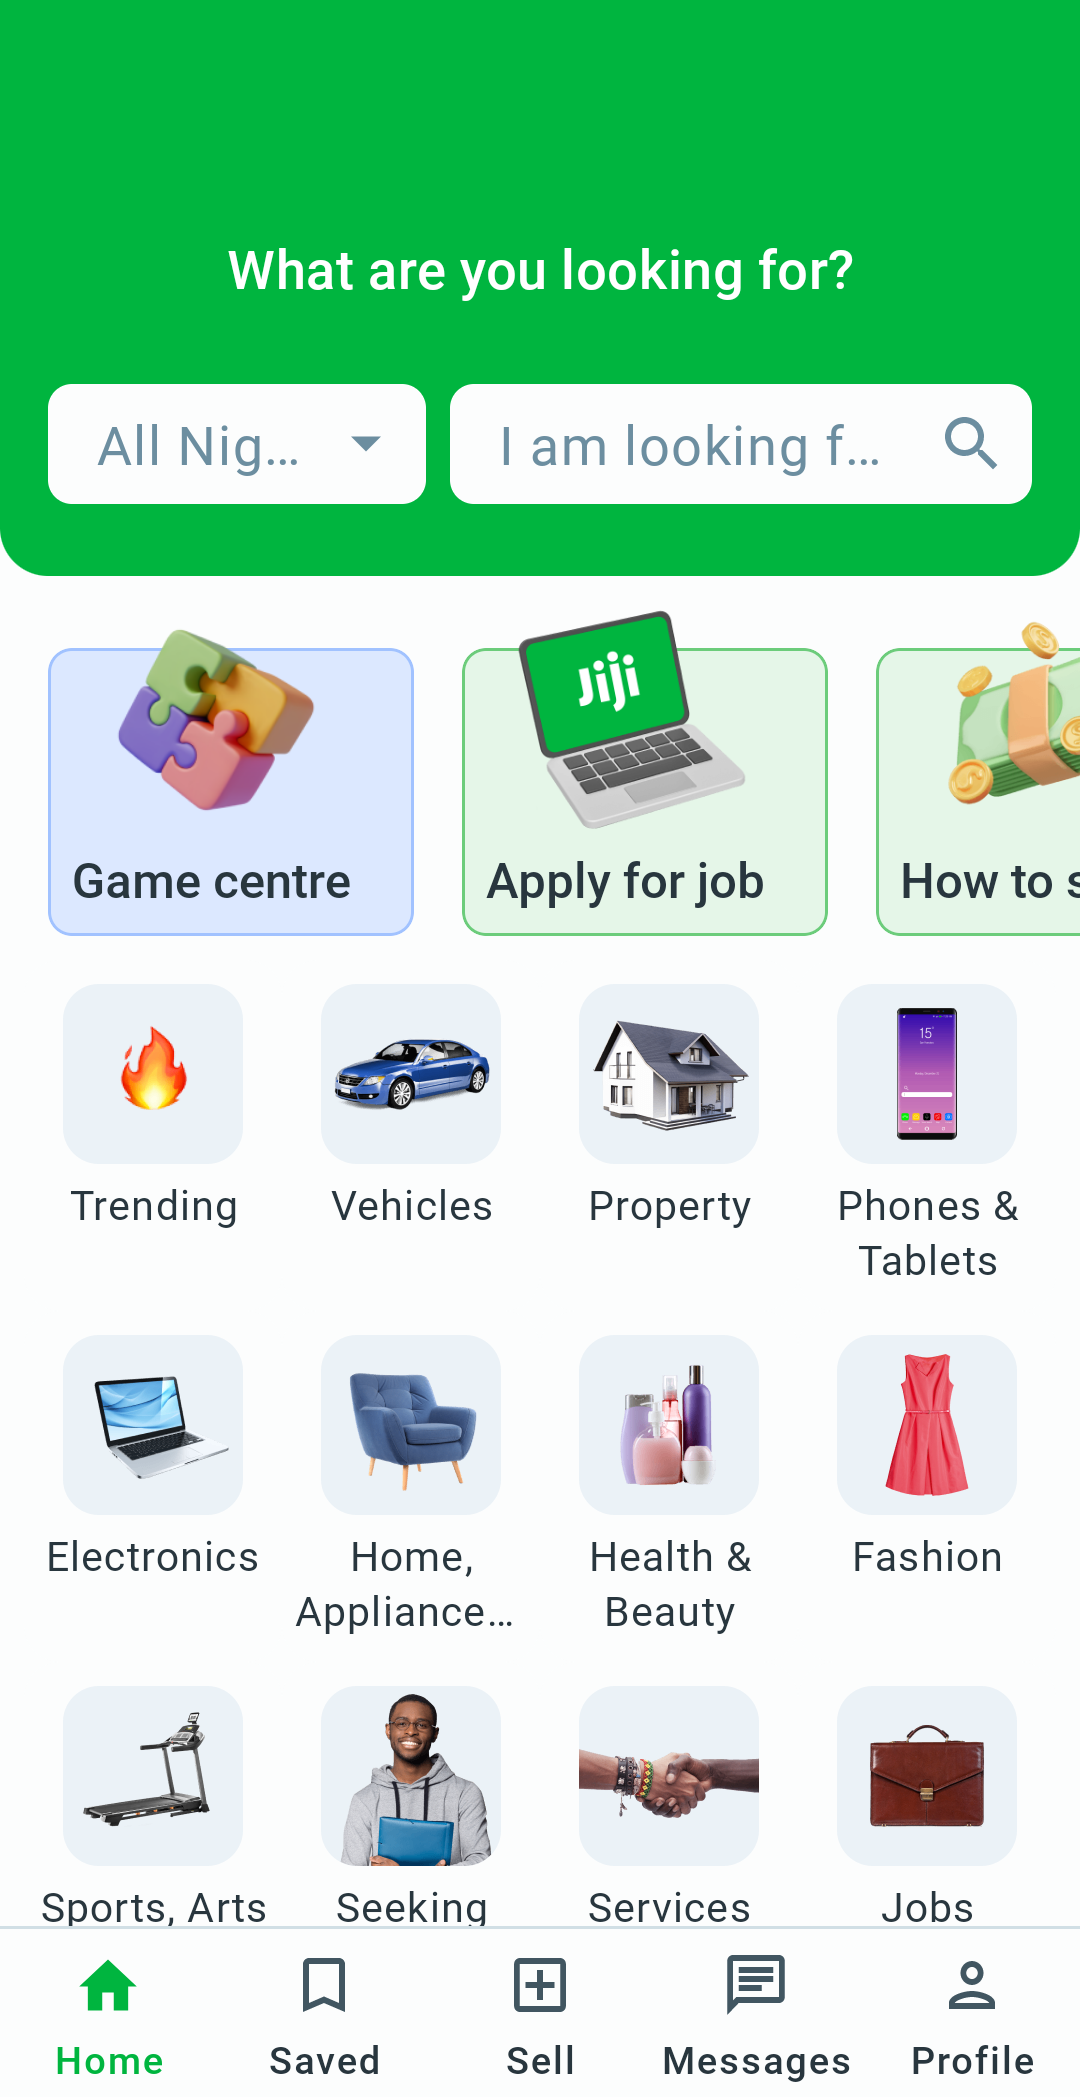 What are you looking for?
All Nig...
I am looking f...
Jiji
Game centre
Apply for job
How to s
15°
Trending
Vehicles
Property
Phones &
Tablets
Electronics
Home,
Appliance...
Health &
Beauty
Fashion
Sports, Arts
Seeking
Services
Jobs
Home
Saved
Sell
Messages
Profile